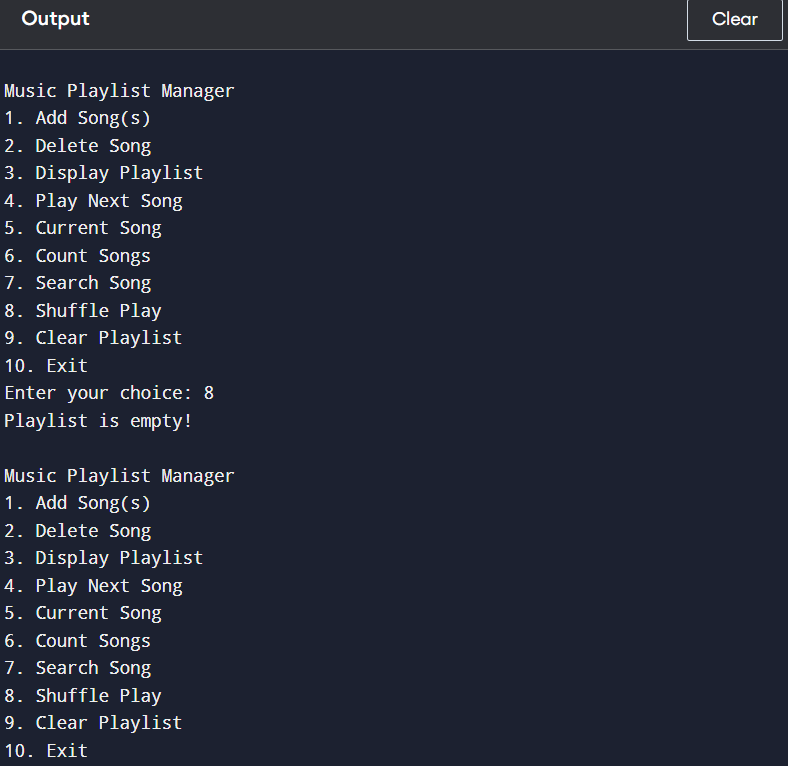 Output
Clear
Music Playlist Manager
1. Add Song(s)
2. Delete Song
3. Display Playlist
4. Play Next Song
5. Current Song
6. Count Songs
7. Search Song
8. Shuffle Play
9. Clear Playlist
10. Exit
Enter your choice: 8
Playlist is empty!
Music Playlist Manager
1. Add Song(s)
2. Delete Song
3. Display Playlist
4. Play Next Song
5. Current Song
6. Count Songs
7. Search Song
8. Shuffle Play
9. Clear Playlist
10. Exit